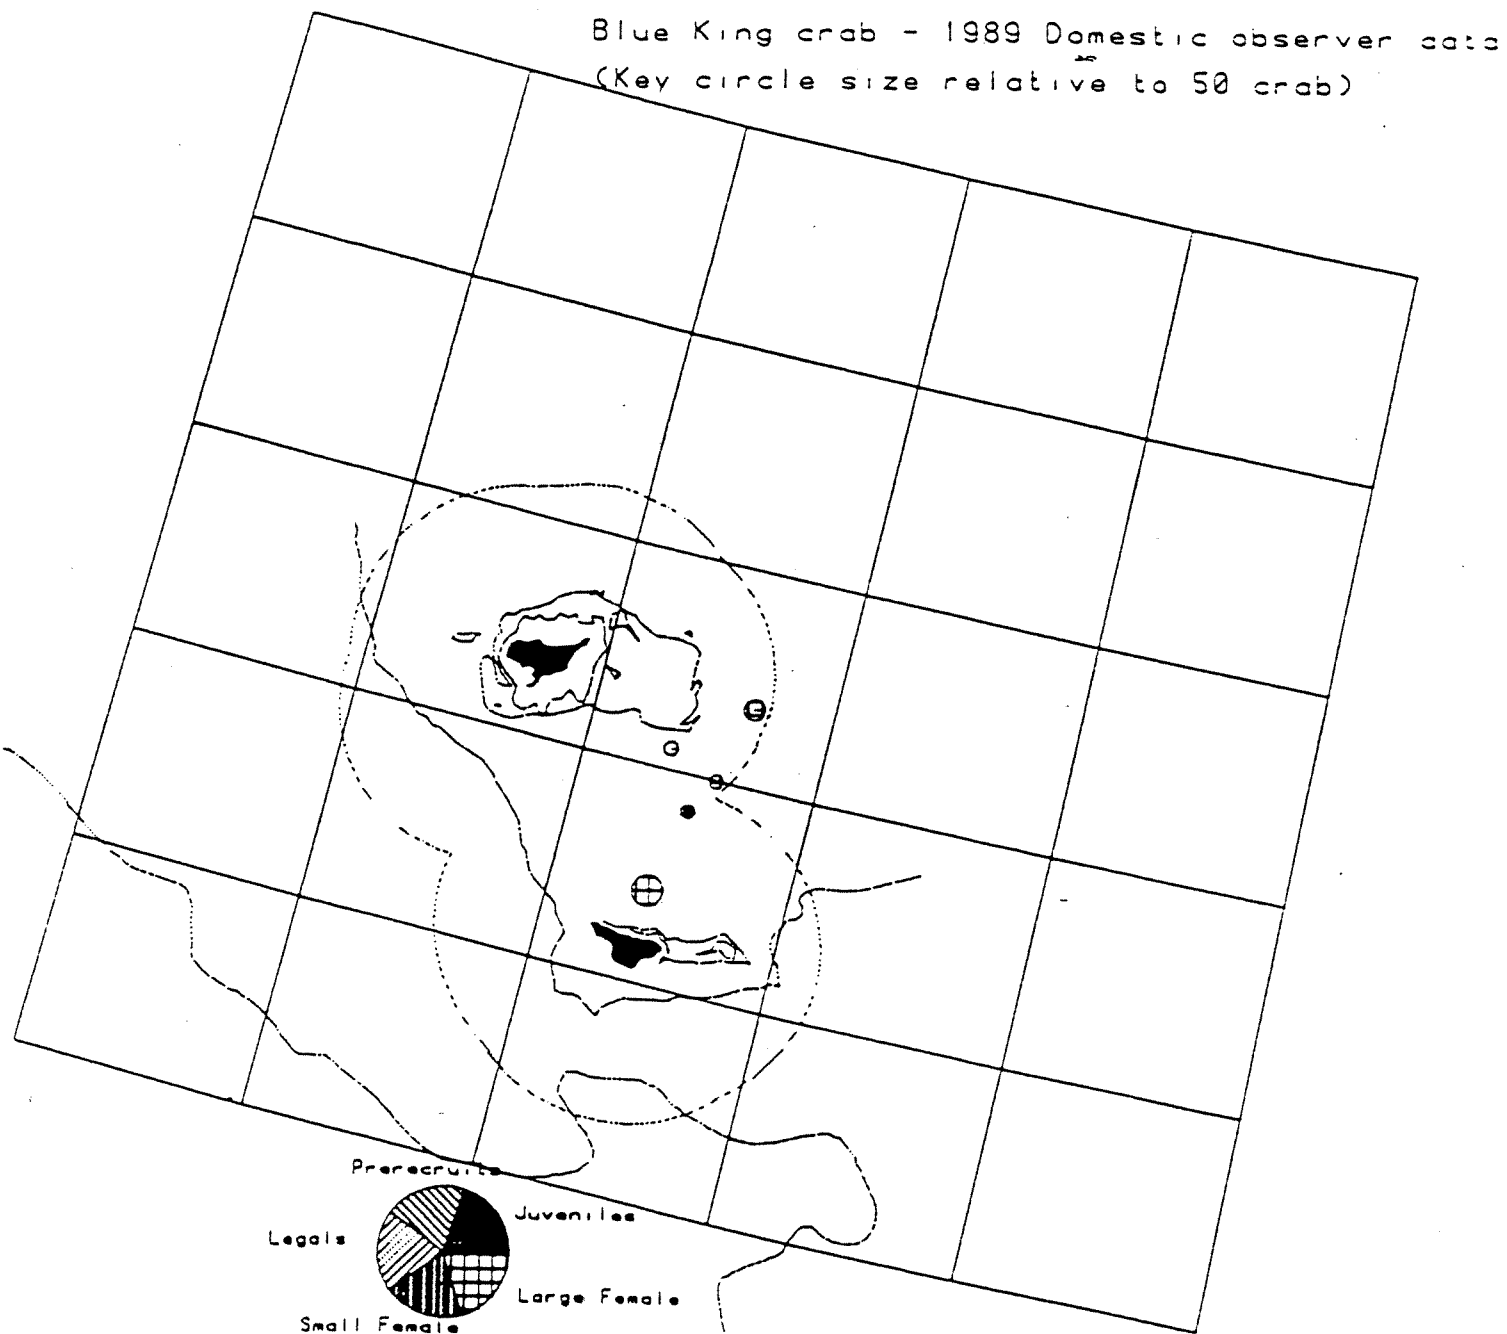 Blue King crab - 1989 Domestic observer data
(Key circle size relative to 50 crab)
Prerecruits
Juveniles
Legals
Large Female
Small Female